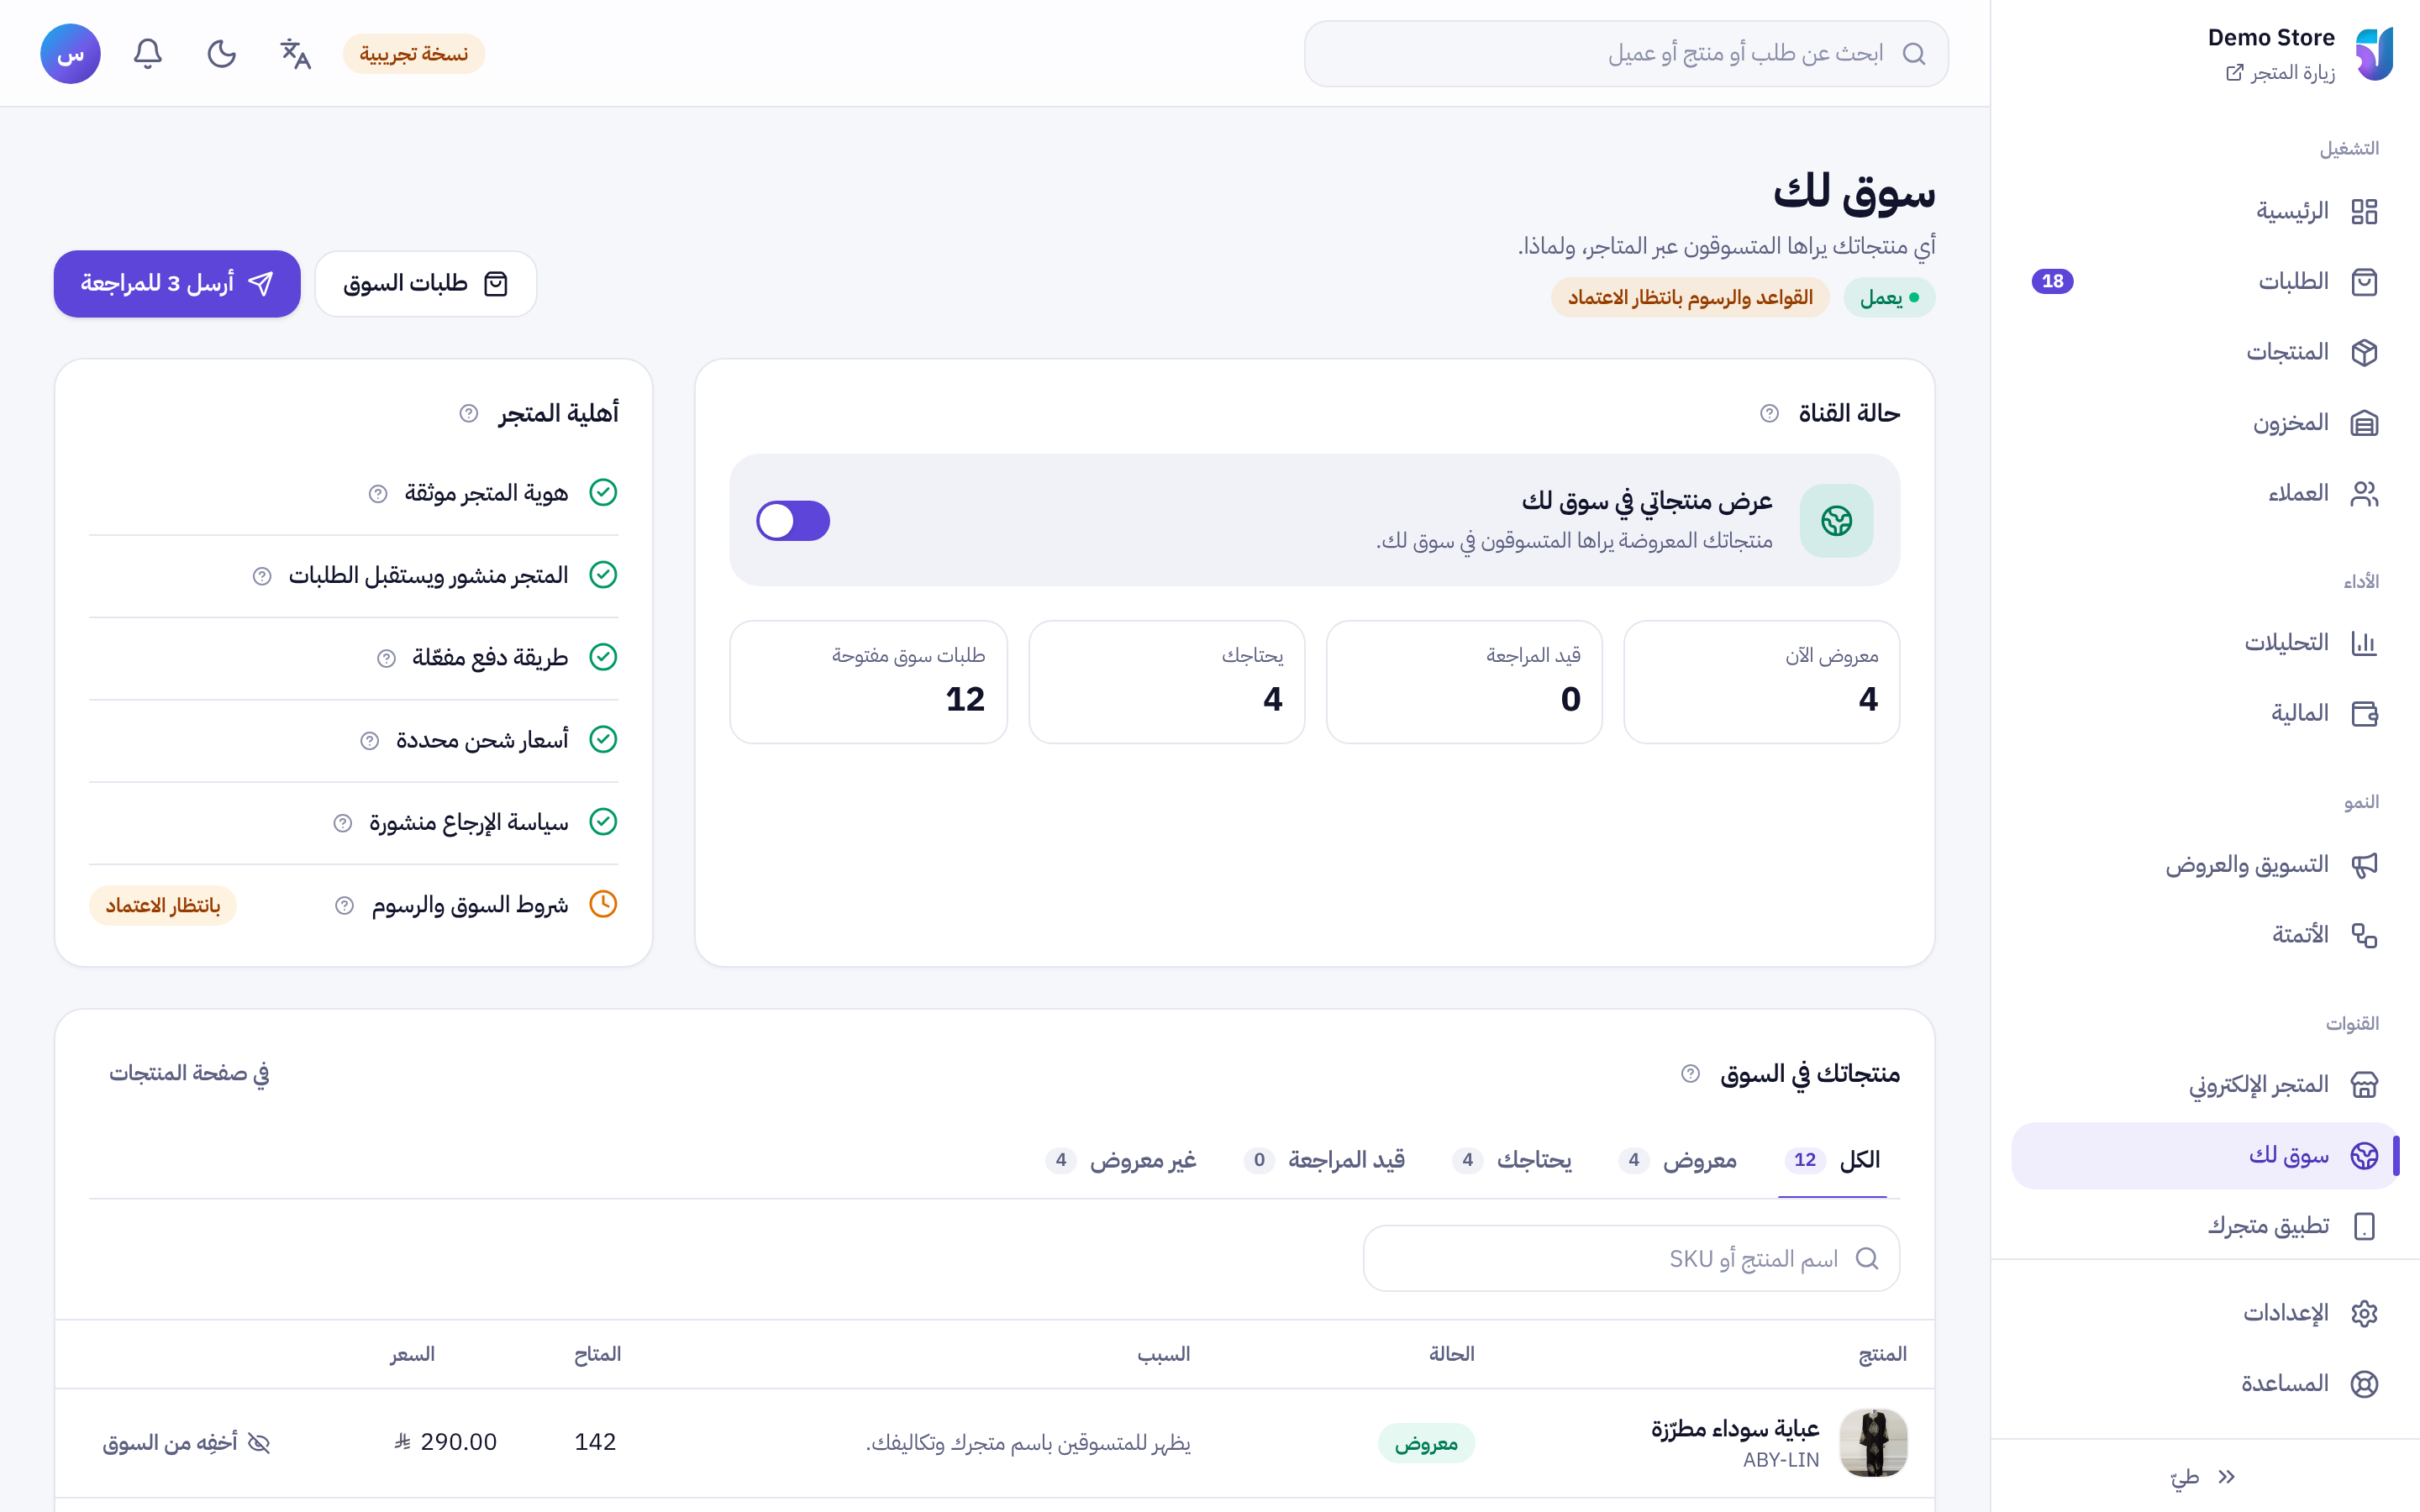 Demo Store
زيارة المتجر
التشغيل
الرئيسية
الطلبات 18
المنتجات
المخزون
العملاء
الأداء
التحليلات
المالية
النمو
التسويق والعروض
الأتمتة
القنوات
المتجر الإلكتروني
سوق لك
تطبيق متجرك
الإعدادات
المساعدة
طيّ
ابحث عن طلب أو منتج أو عميل
نسخة تجريبية
س
سوق لك
أي منتجاتك يراها المتسوقون عبر المتاجر، ولماذا.
يعمل
القواعد والرسوم بانتظار الاعتماد
طلبات السوق
أرسل 3 للمراجعة
حالة القناة
عرض منتجاتي في سوق لك
منتجاتك المعروضة يراها المتسوقون في سوق لك.
معروض الآن
4
قيد المراجعة
0
يحتاجك
4
طلبات سوق مفتوحة
12
أهلية المتجر
هوية المتجر موثقة
المتجر منشور ويستقبل الطلبات
طريقة دفع مفعّلة
أسعار شحن محددة
سياسة الإرجاع منشورة
شروط السوق والرسوم
بانتظار الاعتماد
منتجاتك في السوق
في صفحة المنتجات
الكل 12 معروض 4 يحتاجك 4 قيد المراجعة 0 غير معروض 4
اسم المنتج أو SKU
المنتج الحالة السبب المتاح السعر
عباية سوداء مطرّزة
ABY-LIN
معروض
يظهر للمتسوقين باسم متجرك وتكاليفك.
142
290.00
أخفِه من السوق